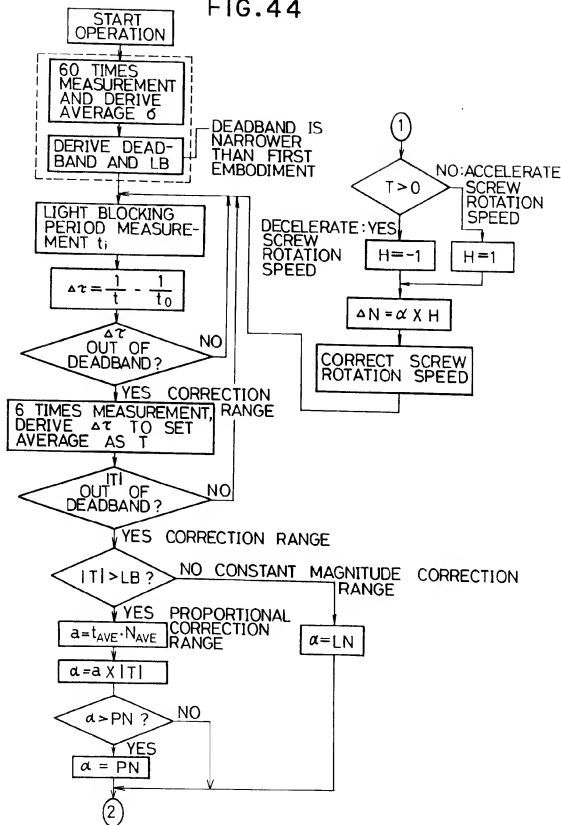 FIG.44
START
OPERATION
60 TIMES
MEASUREMENT
AND DERIVE
AVERAGE σ
DERIVE DEAD-
BAND AND LB
DEADBAND IS
NARROWER
THAN FIRST
EMBODIMENT
LIGHT BLOCKING
PERIOD MEASURE-
MENT ti
Δτ = 1/t - 1/t0
Δτ
OUT OF
DEADBAND?
NO
YES CORRECTION
RANGE
6 TIMES MEASUREMENT,
DERIVE Δτ TO SET
AVERAGE AS T
|T|
OUT OF
DEADBAND?
NO
YES CORRECTION RANGE
|T|>LB ?
NO CONSTANT MAGNITUDE CORRECTION
RANGE
YES PROPORTIONAL
CORRECTION
RANGE
a=tAVE·NAVE
α=LN
α=a X |T|
α>PN ?
NO
YES
α = PN
2
1
T>0
NO:ACCELERATE
SCREW
ROTATION
SPEED
DECELERATE:YES
SCREW
ROTATION
SPEED
H=-1
H=1
ΔN=α X H
CORRECT SCREW
ROTATION SPEED